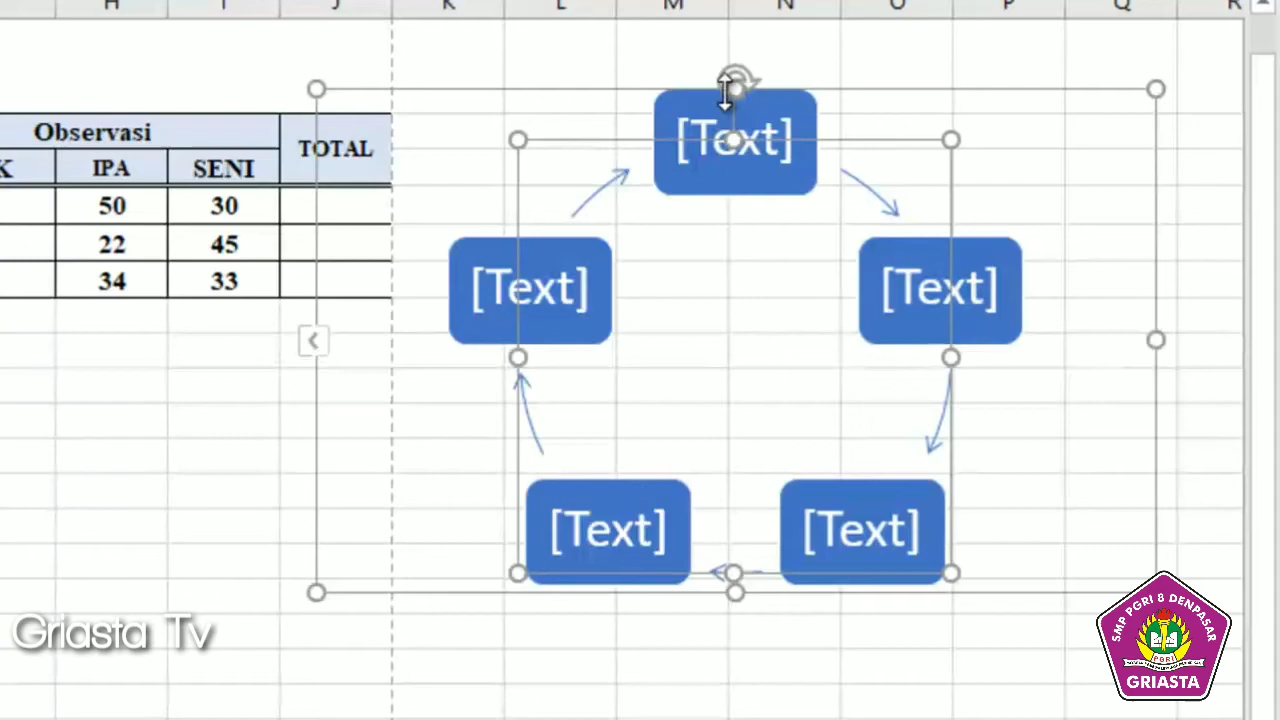 H I J K L M N O P Q R
Observasi TOTAL
K IPA SENI
50 30
22 45
34 33
[Text]
[Text] [Text]
[Text] [Text]
Griasta Tv
SMP PGRI 8 DENPASAR
PGRI
GRIASTA